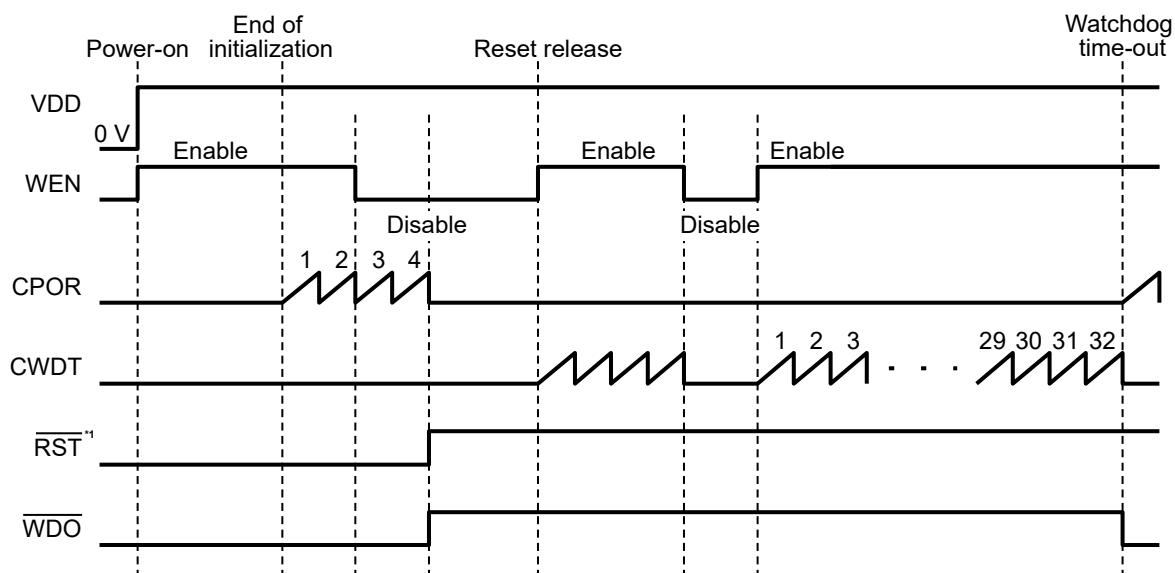 End of
Watchdog
Power-on
initialization
Reset release
time-out
VDD
0 V
Enable
Enable
Enable
WEN
Disable
Disable
1 2 3 4
CPOR
1 2 3
29 30 31 32
CWDT
. . .
RST*1
WDO